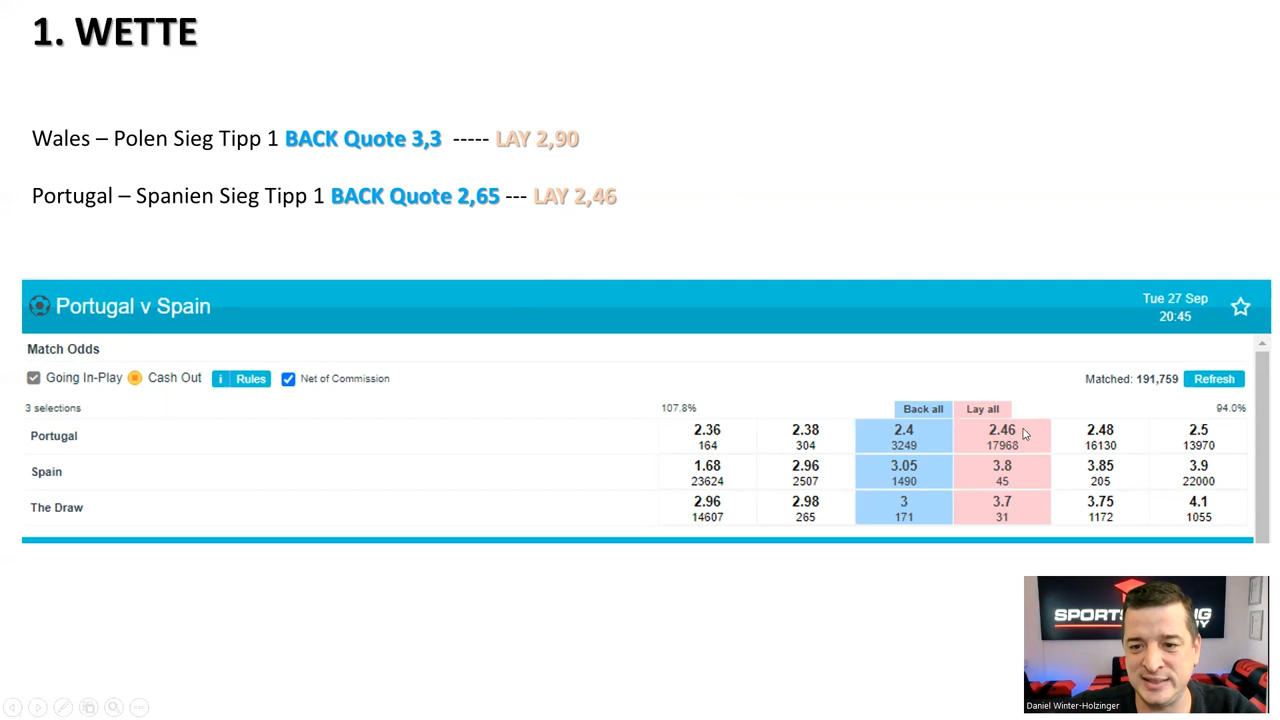 1. WETTE
Wales – Polen Sieg Tipp 1 BACK Quote 3,3 ----- LAY 2,90
Portugal – Spanien Sieg Tipp 1 BACK Quote 2,65 --- LAY 2,46
Portugal v Spain
Tue 27 Sep
20:45
Match Odds
Going In-Play Cash Out i Rules Net of Commission
Matched: 191,759 Refresh
3 selections 107.8% Back all Lay all 94.0%
Portugal 2.36 2.38 2.4 2.46 2.48 2.5
164 304 3249 17968 16130 13970
Spain 1.68 2.96 3.05 3.8 3.85 3.9
23624 2507 1490 45 205 22000
The Draw 2.96 2.98 3 3.7 3.75 4.1
14607 265 171 31 1172 1055
Daniel Winter-Holzinger